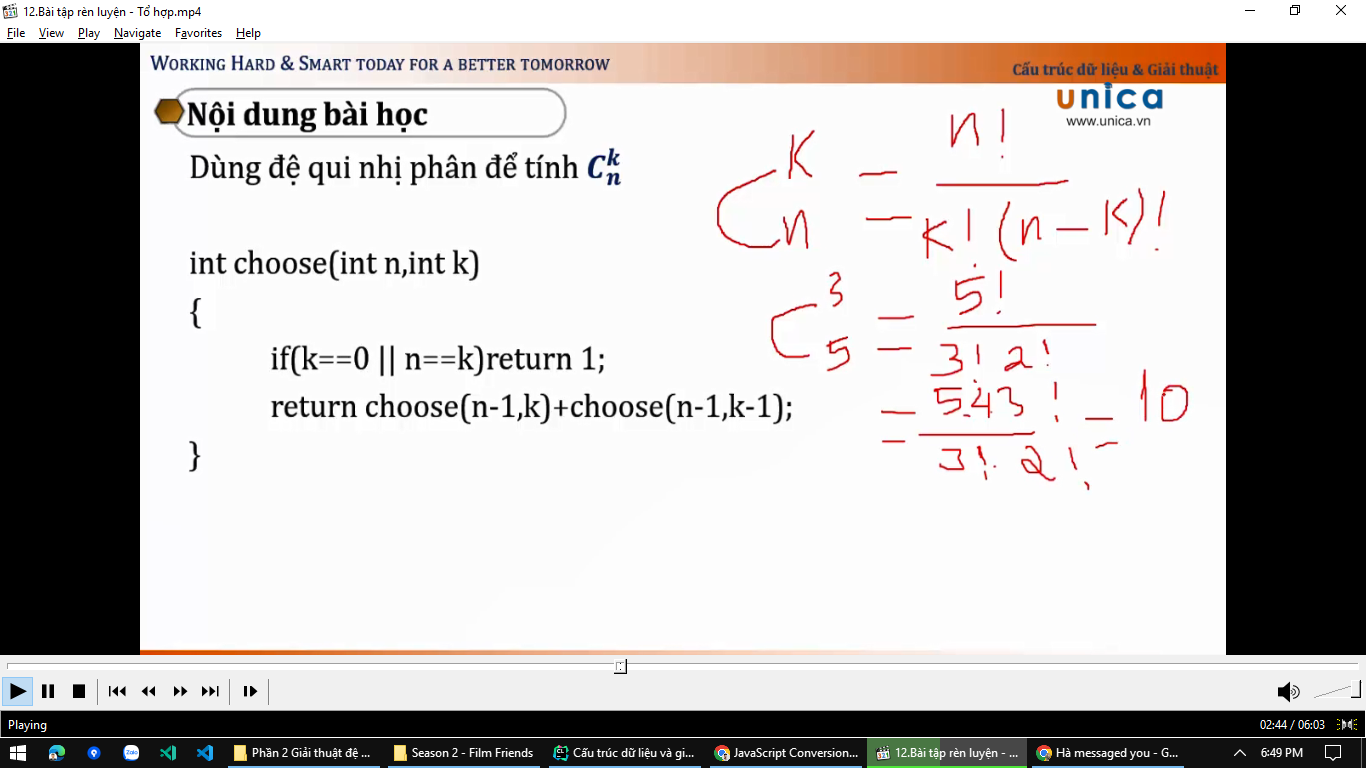 12.Bài tập rèn luyện - Tổ hợp.mp4
File View Play Navigate Favorites Help
WORKING HARD & SMART TODAY FOR A BETTER TOMORROW
Cấu trúc dữ liệu & Giải thuật
unica
www.unica.vn
Nội dung bài học
Dùng đệ qui nhị phân để tính C_n^k
int choose(int n,int k)
{
if(k==0 || n==k)return 1;
return choose(n-1,k)+choose(n-1,k-1);
}
C_n^k = n! / k! (n-k)!
C_5^3 = 5! / 3! 2!
= 5.4.3! / 3!. 2! = 10
Playing
02:44 / 06:03
Zalo
Phần 2 Giải thuật đệ ...
Season 2 - Film Friends
Cấu trúc dữ liệu và gi...
JavaScript Conversion...
12.Bài tập rèn luyện - ...
Hà messaged you - G...
6:49 PM